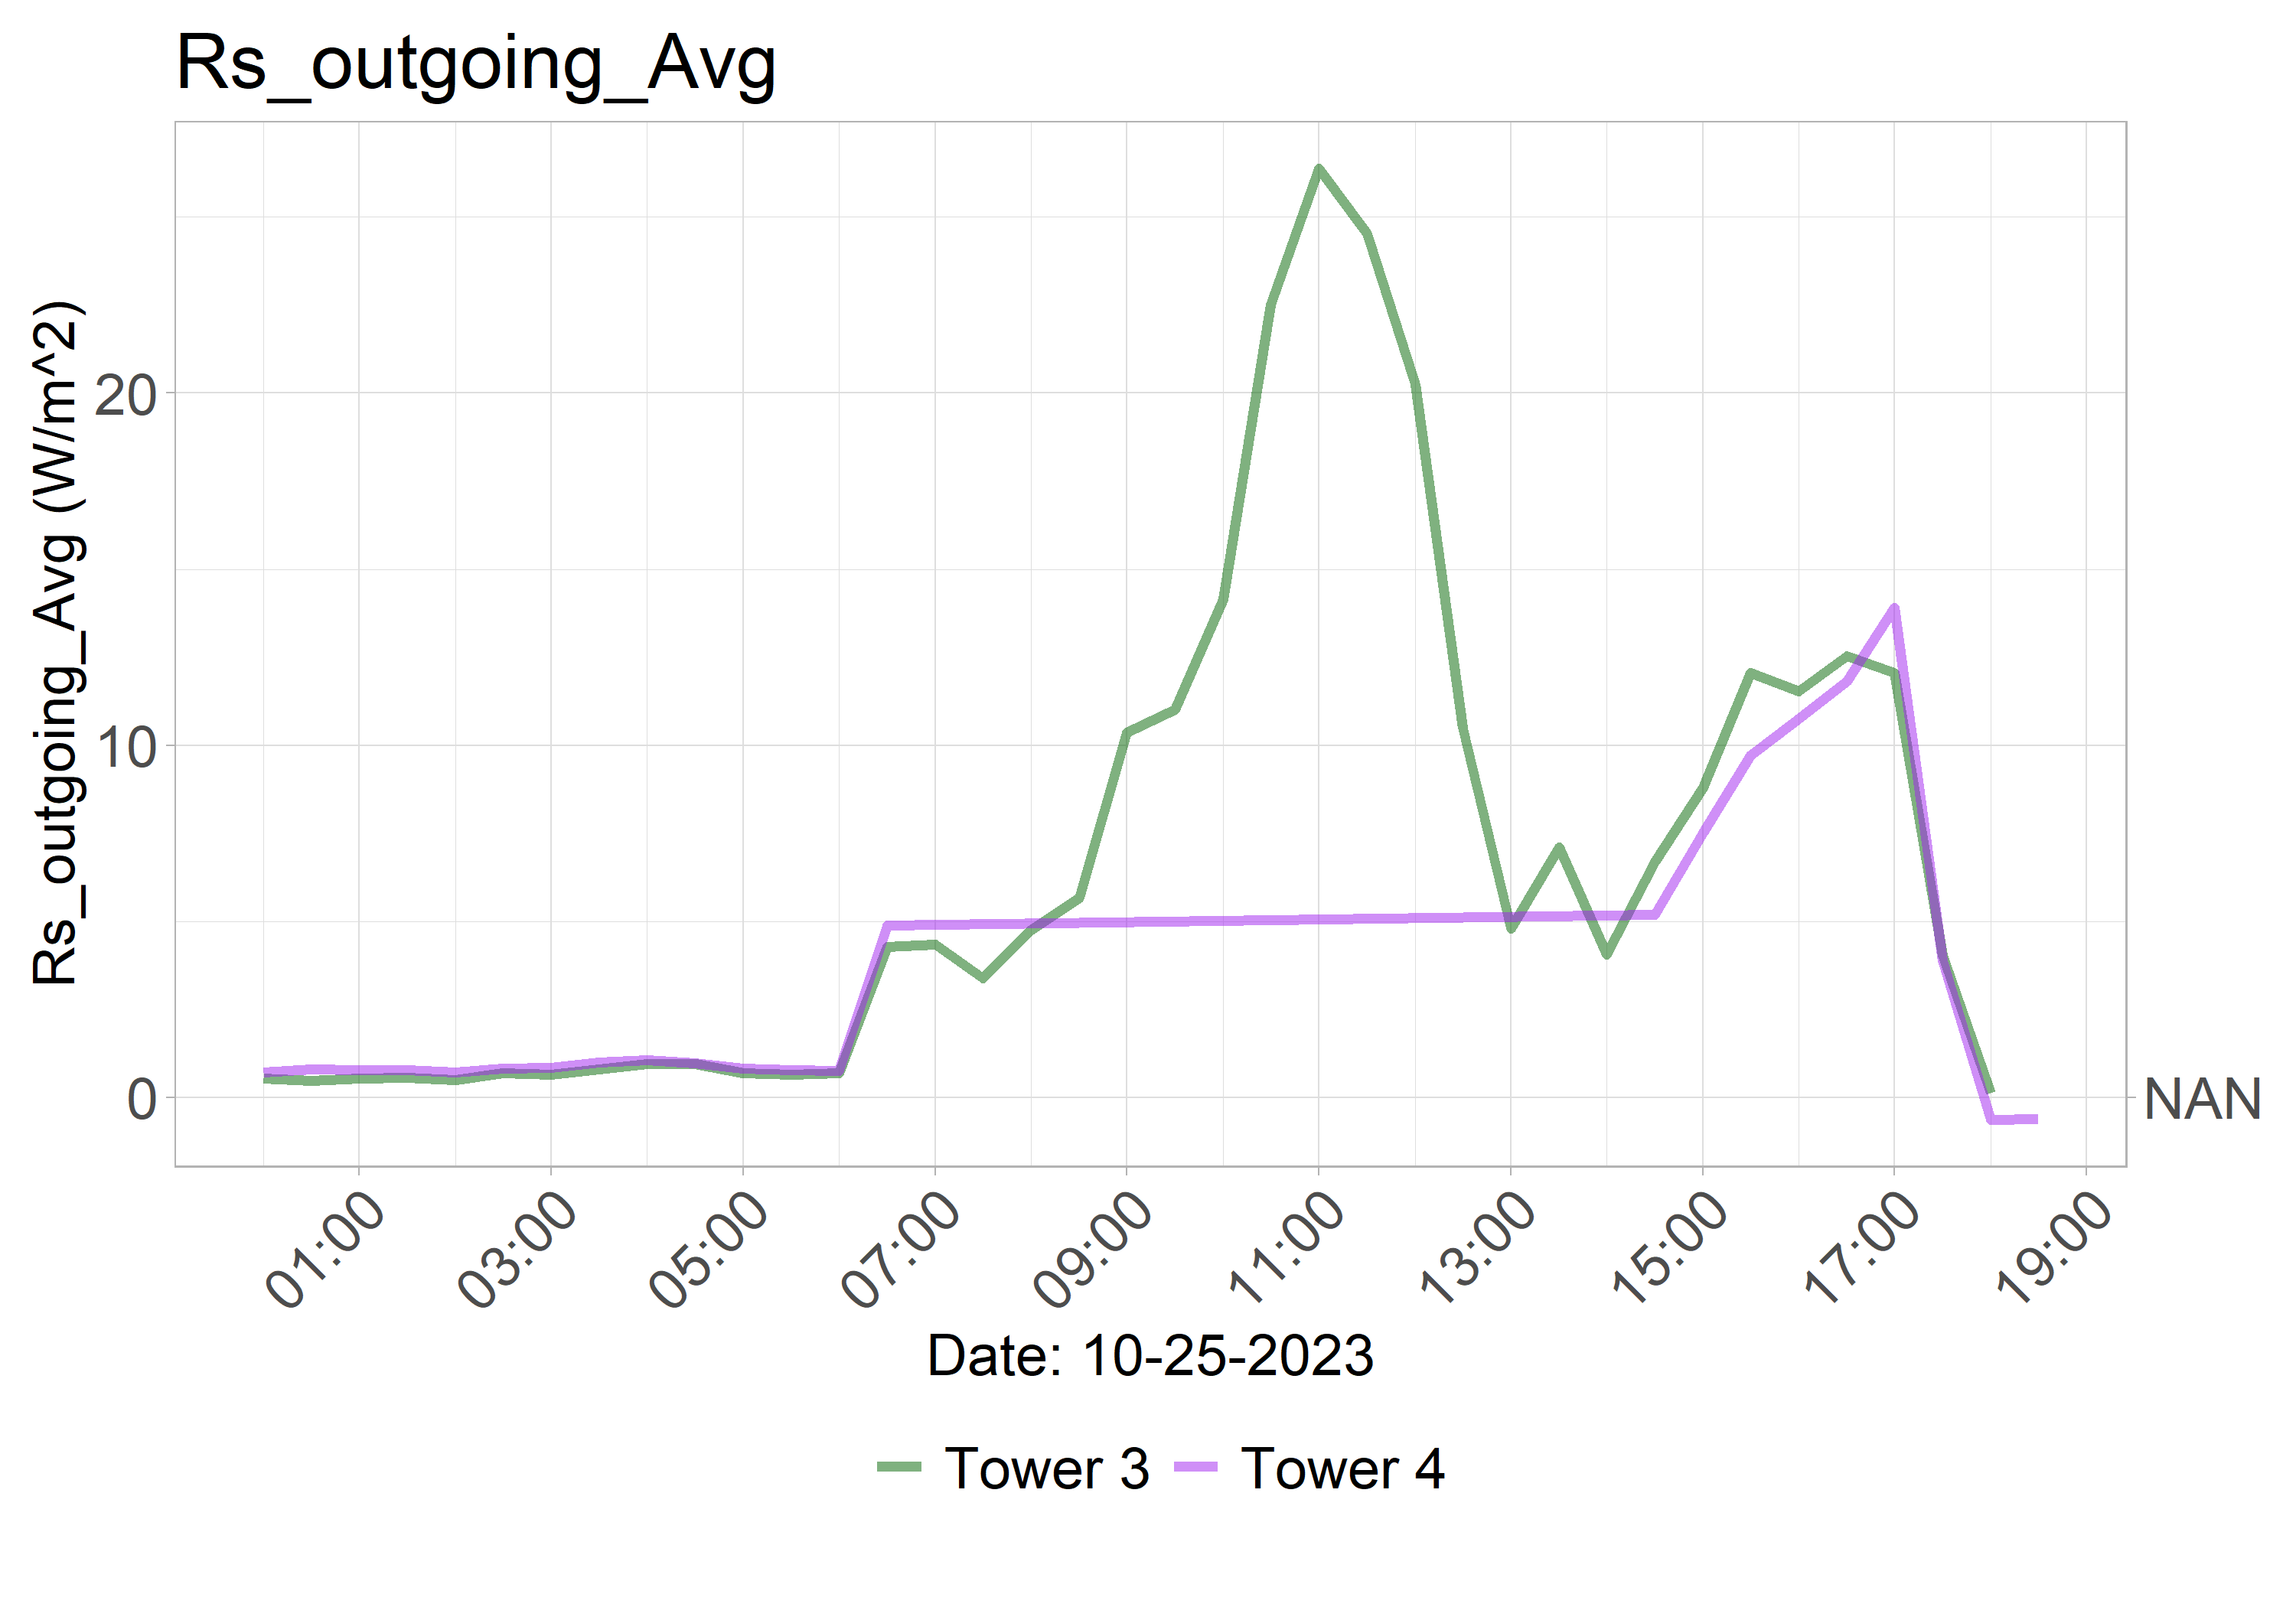 Rs_outgoing_Avg
Rs_outgoing_Avg (W/m^2)
20
10
0
NAN
01:00
03:00
05:00
07:00
09:00
11:00
13:00
15:00
17:00
19:00
Date: 10-25-2023
Tower 3
Tower 4